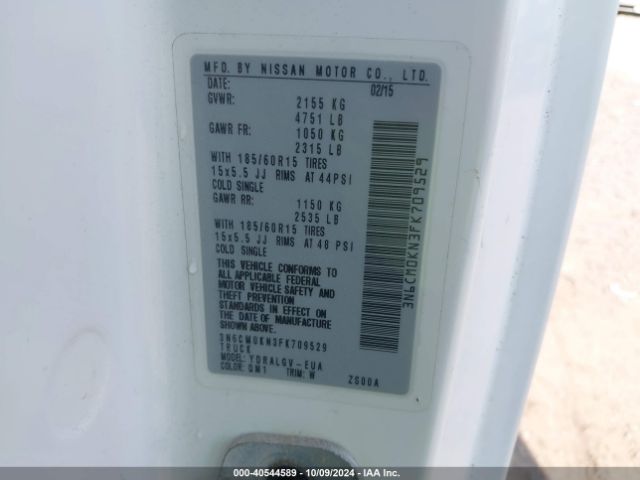 MFD. BY NISSAN MOTOR CO., LTD.
DATE: 02/15
GVWR: 2155 KG
4751 LB
GAWR FR: 1050 KG
2315 LB
WITH 185/60R15 TIRES
15x5.5 JJ RIMS AT 44PSI
COLD SINGLE
GAWR RR: 1150 KG
2535 LB
WITH 185/60R15 TIRES
15x5.5 JJ RIMS AT 48 PSI
COLD SINGLE
THIS VEHICLE CONFORMS TO
ALL APPLICABLE FEDERAL
MOTOR VEHICLE SAFETY AND
THEFT PREVENTION
STANDARDS IN EFFECT ON
THE DATE OF MANUFACTURE
SHOWN ABOVE.
3N6CM0KN3FK709529
TRUCK
MODEL: YDRALGV-EUA
COLOR: QM1 TRIM: W ZS00A
3N6CM0KN3FK709529
000-40544589 - 10/09/2024 - IAA.